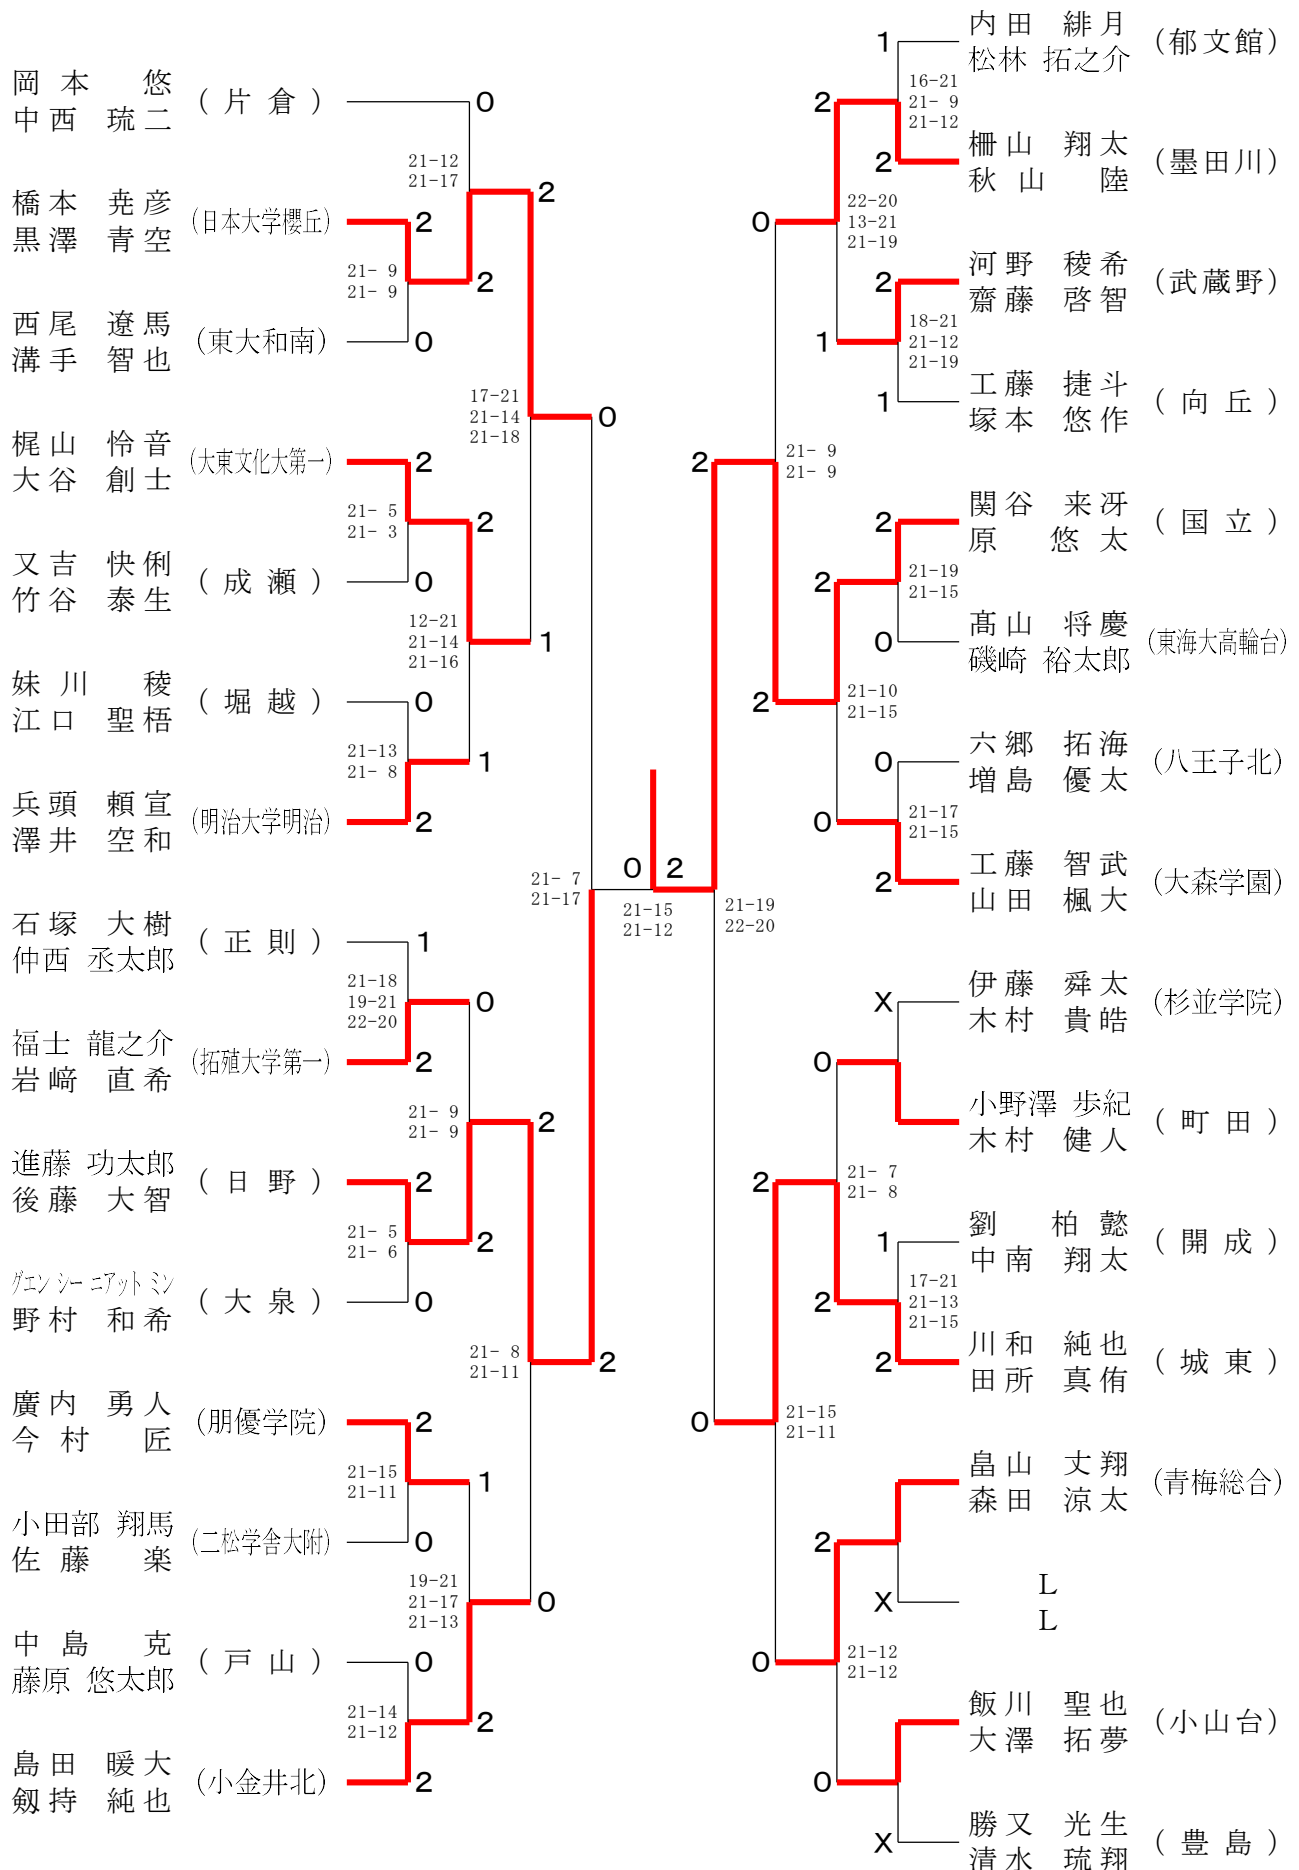 岡本 悠
中西 琉二
(片倉)
0
21-12
21-17
2
橋本 尭彦
黒澤 青空
(日本大学櫻丘)
2
21- 9
21- 9
2
西尾 遼馬
溝手 智也
(東大和南)
0
17-21
21-14
21-18
0
梶山 怜音
大谷 創士
(大東文化大第一)
2
21- 5
21- 3
2
又吉 快俐
竹谷 泰生
(成瀬)
0
12-21
21-14
21-16
1
妹川 稜
江口 聖悟
(堀越)
0
21-13
21- 8
1
兵頭 頼宣
澤井 空和
(明治大学明治)
2
21- 7
21-17
石塚 大樹
仲西 丞太郎
(正則)
1
21-18
19-21
22-20
0
福士 龍之介
岩﨑 直希
(拓殖大学第一)
2
21- 9
21- 9
2
進藤 功太郎
後藤 大智
(日野)
2
21- 5
21- 6
2
グエン シー ニアット ミン
野村 和希
(大泉)
0
21- 8
21-11
2
廣内 勇人
今村 匠
(朋優学院)
2
21-15
21-11
1
小田部 翔馬
佐藤 楽
(二松学舎大附)
0
19-21
21-17
21-13
0
中島 克
藤原 悠太郎
(戸山)
0
21-14
21-12
2
島田 暖大
剱持 純也
(小金井北)
2
0 2
21-15
21-12
1
内田 緋月
松林 拓之介
(郁文館)
2
16-21
21- 9
21-12
2
柵山 翔太
秋山 陸
(墨田川)
0
22-20
13-21
21-19
2
河野 稜希
齋藤 啓智
(武蔵野)
1
18-21
21-12
21-19
1
工藤 捷斗
塚本 悠作
(向丘)
2
21- 9
21- 9
2
関谷 来冴
原 悠太
(国立)
2
21-19
21-15
0
髙山 将慶
磯崎 裕太郎
(東海大高輪台)
2
21-10
21-15
0
六郷 拓海
増島 優太
(八王子北)
0
21-17
21-15
2
工藤 智武
山田 楓大
(大森学園)
21-19
22-20
X
伊藤 舜太
木村 貴皓
(杉並学院)
0
小野澤 歩紀
木村 健人
(町田)
2
21- 7
21- 8
1
劉 柏懿
中南 翔太
(開成)
2
17-21
21-13
21-15
2
川和 純也
田所 真侑
(城東)
0
21-15
21-11
畠山 丈翔
森田 涼太
(青梅総合)
2
X
L
L
0
21-12
21-12
飯川 聖也
大澤 拓夢
(小山台)
0
X
勝又 光生
清水 琉翔
(豊島)